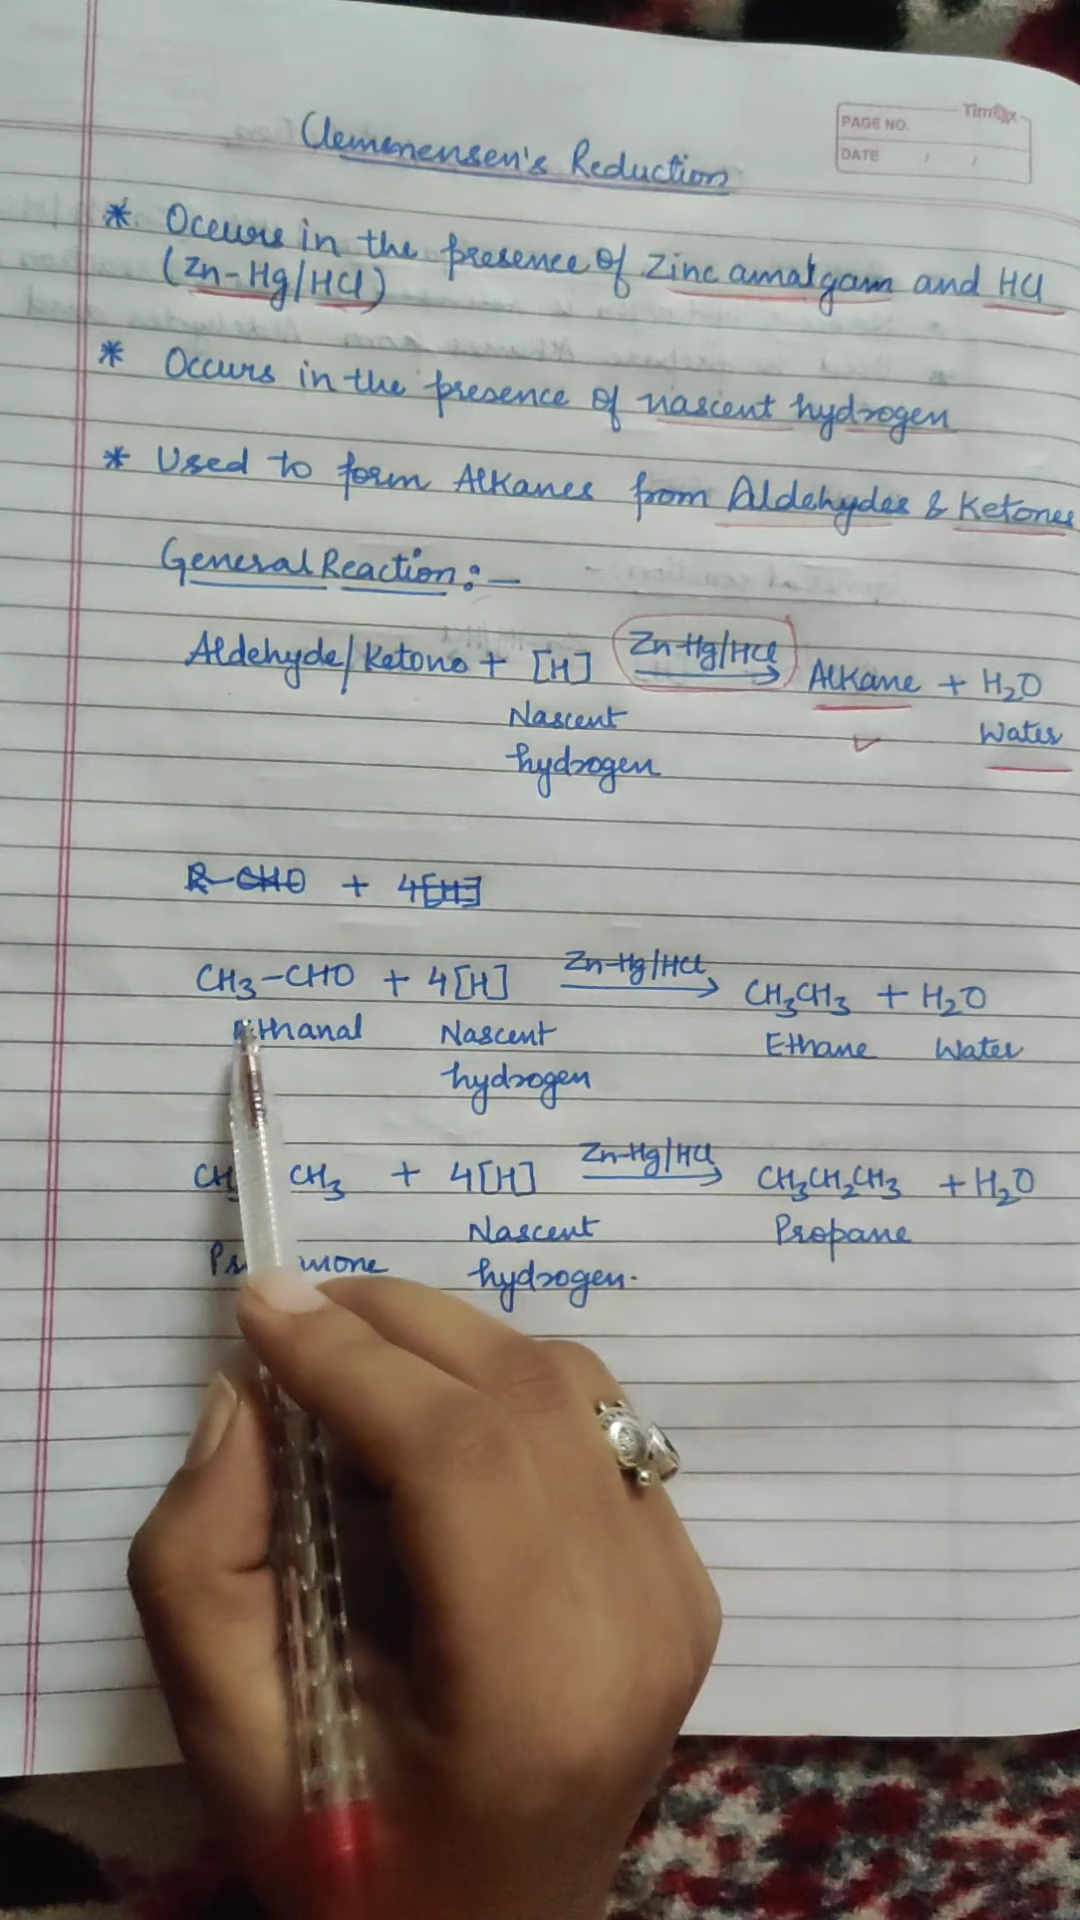 Timex
PAGE NO.
DATE / /
Clemenensen's Reduction
* Occurs in the presence of Zinc amalgam and HCl
(Zn-Hg/HCl)
* Occurs in the presence of nascent hydrogen
* Used to form Alkanes from Aldehydes & Ketones
General Reaction:-
Aldehyde/Ketone + [H] Zn-Hg/HCl → Alkane + H₂O
Nascent hydrogen Water
R-CHO + 4[H]
CH₃-CHO + 4[H] Zn-Hg/HCl → CH₃CH₃ + H₂O
Ethanal Nascent hydrogen Ethane Water
CH CH₃ + 4[H] Zn-Hg/HCl → CH₃CH₂CH₃ + H₂O
Nascent hydrogen. Propane